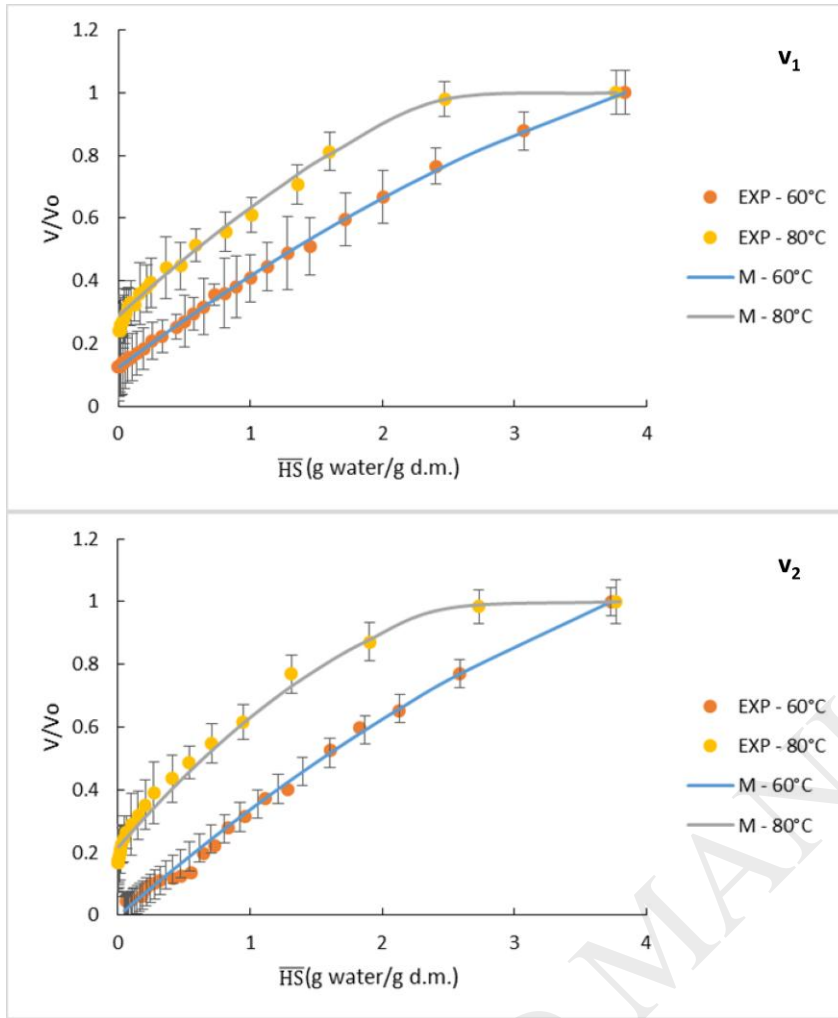 1.2
1
0.8
0.6
0.4
0.2
0
V/Vo
0 1 2 3 4
HS (g water/g d.m.)
v1
EXP - 60°C
EXP - 80°C
M - 60°C
M - 80°C
1.2
1
0.8
0.6
0.4
0.2
0
V/Vo
0 1 2 3 4
HS (g water/g d.m.)
v2
EXP - 60°C
EXP - 80°C
M - 60°C
M - 80°C